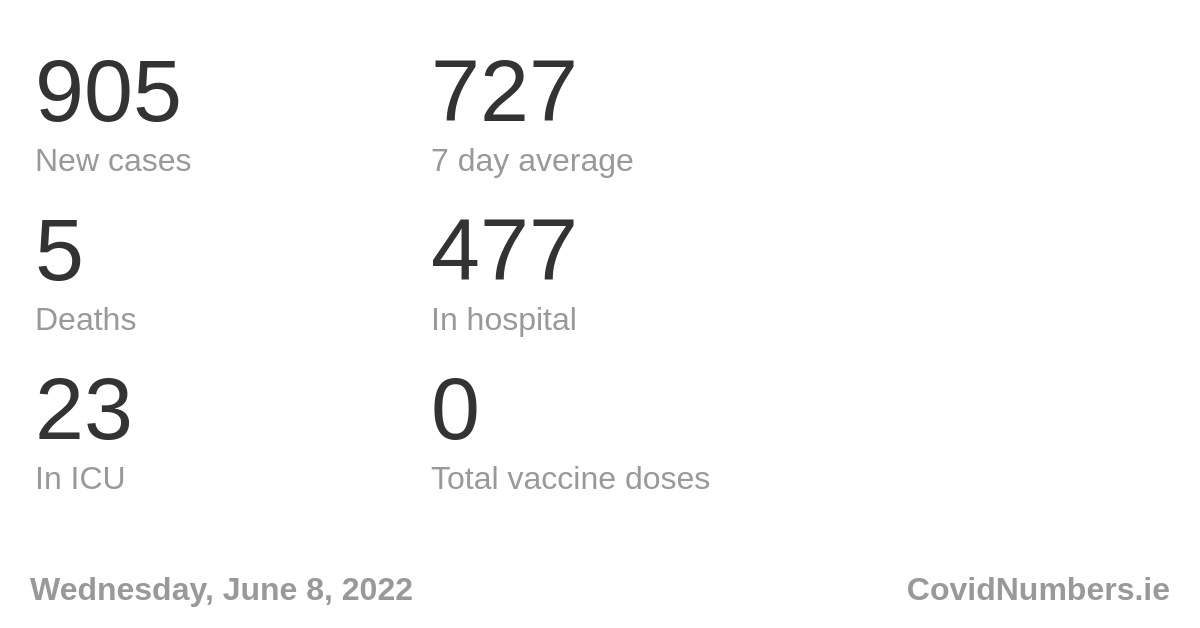 905
New cases
727
7 day average
5
Deaths
477
In hospital
23
In ICU
0
Total vaccine doses
Wednesday, June 8, 2022
CovidNumbers.ie